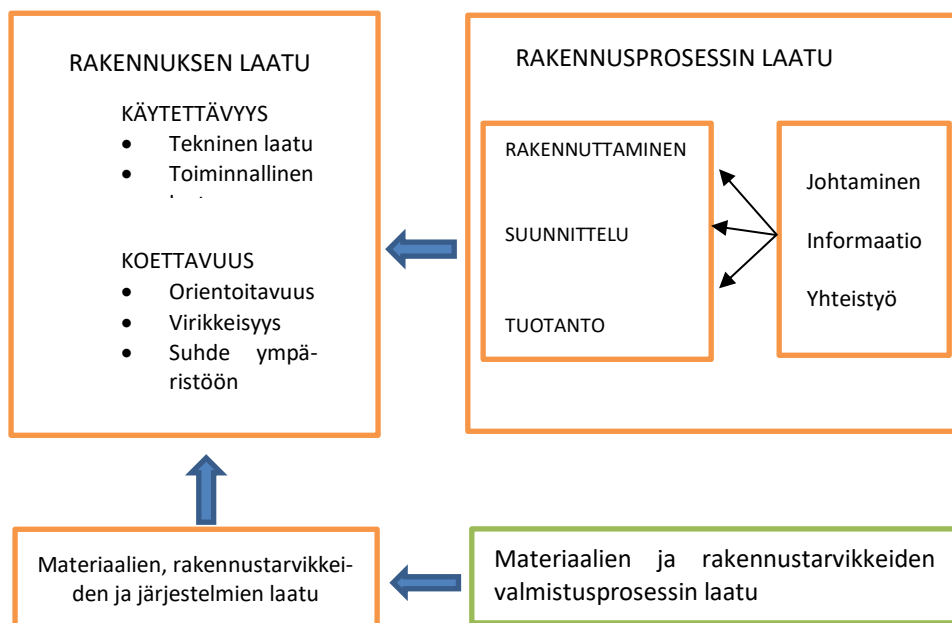 RAKENNUKSEN LAATU
KÄYTETTÄVYYS
• Tekninen laatu
• Toiminnallinen
KOETTAVUUS
• Orientoitavuus
• Virikkeisyys
• Suhde ympä-
ristöön
RAKENNUSPROSESSIN LAATU
RAKENNUTTAMINEN
SUUNNITTELU
TUOTANTO
Johtaminen
Informaatio
Yhteistyö
Materiaalien, rakennustarvikkei-
den ja järjestelmien laatu
Materiaalien ja rakennustarvikkeiden
valmistusprosessin laatu